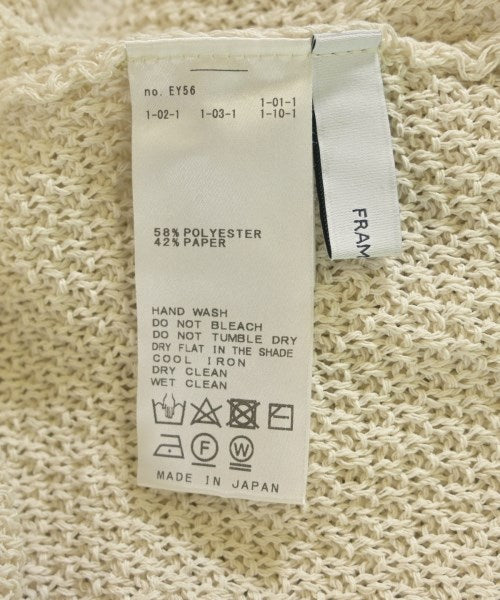 no. EY56
1-01-1
1-02-1 1-03-1 1-10-1
58% POLYESTER
42% PAPER
HAND WASH
DO NOT BLEACH
DO NOT TUMBLE DRY
DRY FLAT IN THE SHADE
COOL IRON
DRY CLEAN
WET CLEAN
F W
MADE IN JAPAN
FRAM